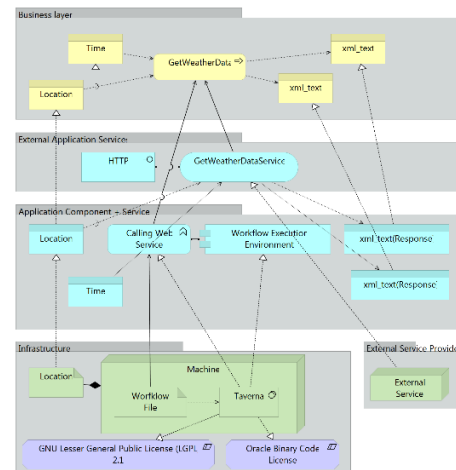 Business layer
Time
GetWeatherData
xml_text
Location
xml_text
External Application Services
HTTP
GetWeatherDataService
Application Component + Service
Location
Calling Web
Service
Workflow Execution
Environment
xml_text(Response
Time
xml_text(Response
Infrastructure
External Service Provide
Machine
Location
Worfklow
File
Taverna
External
Service
GNU Lesser General Public License (LGPL
2.1
Oracle Binary Code
License